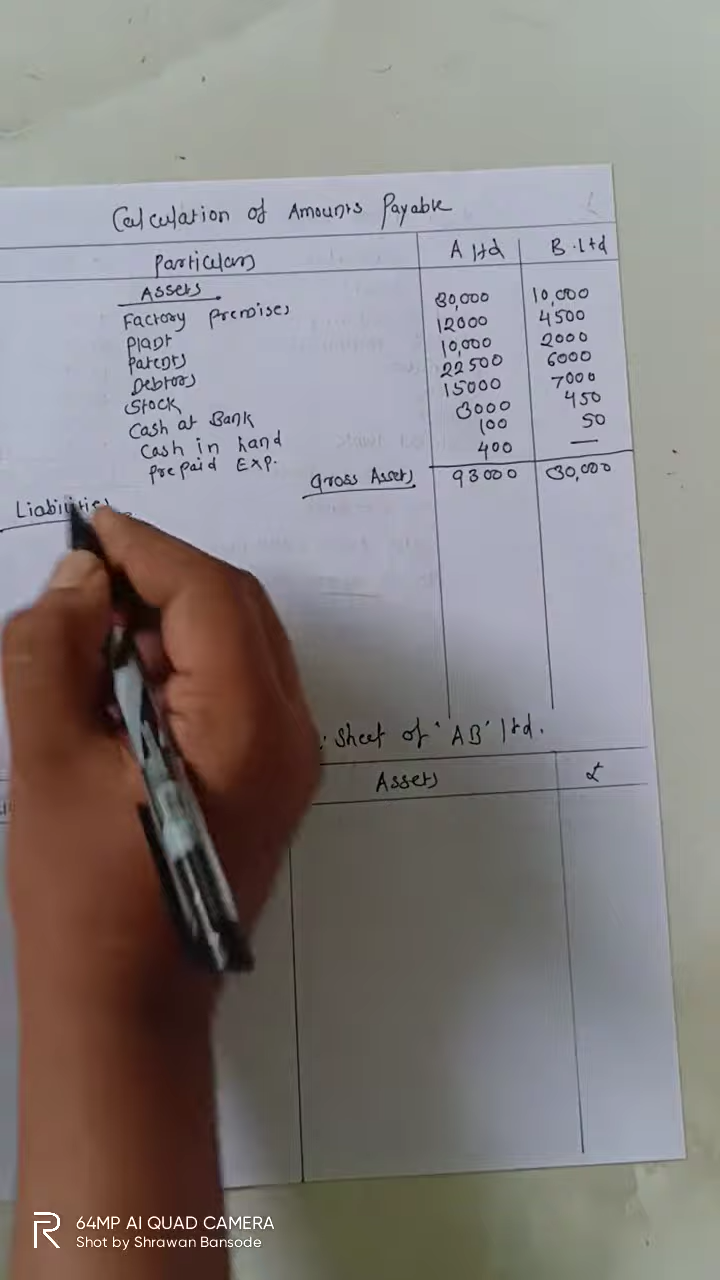 Calculation of Amounts Payable
Particulars A ltd B.ltd
Assets
Factory premises 30,000 10,000
Plant 12000 4500
Patents 10,000 2000
Debtors 22500 6000
Stock 15000 7000
Cash at Bank 3000 450
Cash in hand 100 50
prepaid Exp. 400 —
Gross Assets 93000 30,000
Liabilities
Sheet of 'AB' ltd.
Assets £
64MP AI QUAD CAMERA
Shot by Shrawan Bansode